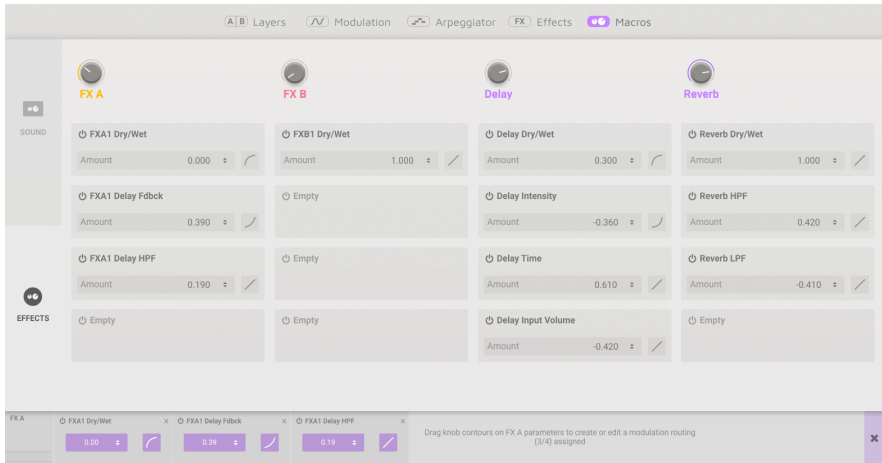 A B Layers Modulation Arpeggiator FX Effects Macros
FX A FX B Delay Reverb
SOUND
FXA1 Dry/Wet FXB1 Dry/Wet Delay Dry/Wet Reverb Dry/Wet
Amount 0.000 Amount 1.000 Amount 0.300 Amount 1.000
FXA1 Delay Fdbck Empty Delay Intensity Reverb HPF
Amount 0.390 Amount -0.360 Amount 0.420
FXA1 Delay HPF Empty Delay Time Reverb LPF
Amount 0.190 Amount 0.610 Amount -0.410
EFFECTS
Empty Empty Delay Input Volume Empty
Amount -0.420
FX A FXA1 Dry/Wet x FXA1 Delay Fdbck x FXA1 Delay HPF x
0.00 0.39 0.19
Drag knob contours on FX A parameters to create or edit a modulation routing
(3/4) assigned